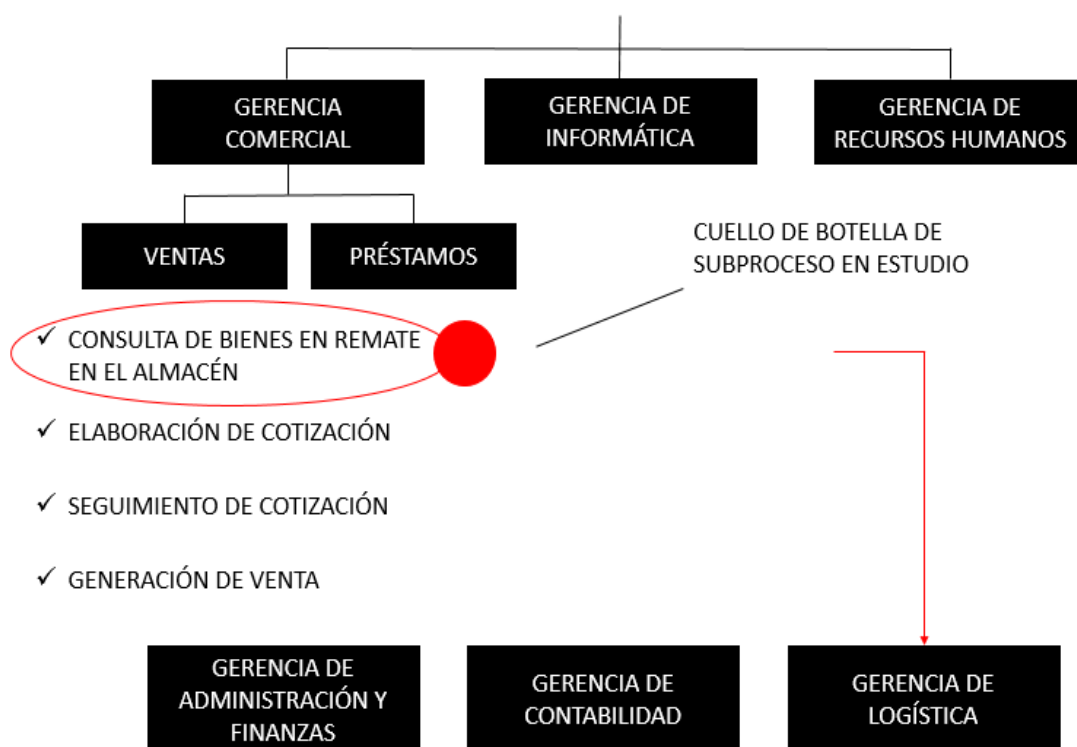 GERENCIA
COMERCIAL
GERENCIA DE
INFORMÁTICA
GERENCIA DE
RECURSOS HUMANOS
VENTAS
PRÉSTAMOS
CUELLO DE BOTELLA DE
SUBPROCESO EN ESTUDIO
✓ CONSULTA DE BIENES EN REMATE
EN EL ALMACÉN
✓ ELABORACIÓN DE COTIZACIÓN
✓ SEGUIMIENTO DE COTIZACIÓN
✓ GENERACIÓN DE VENTA
GERENCIA DE
ADMINISTRACIÓN Y
FINANZAS
GERENCIA DE
CONTABILIDAD
GERENCIA DE
LOGÍSTICA